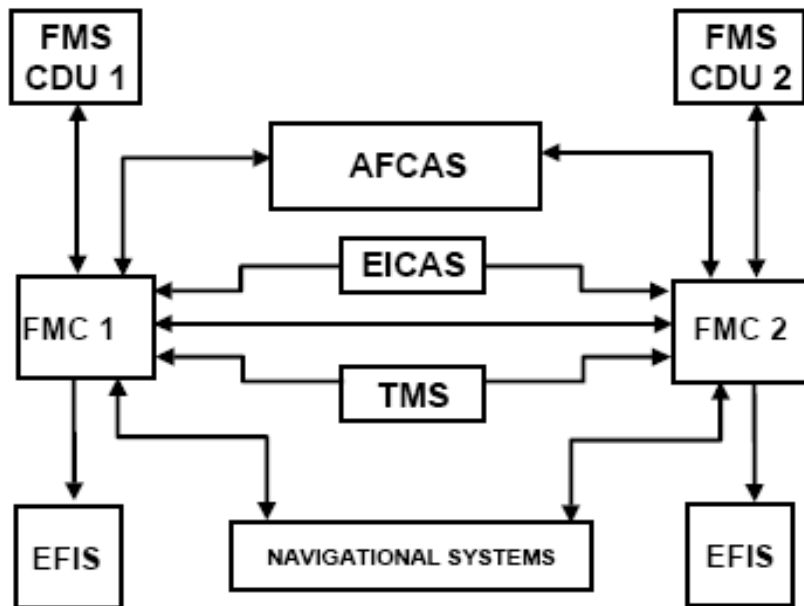 FMS
CDU 1
FMS
CDU 2
AFCAS
EICAS
FMC 1
FMC 2
TMS
EFIS
NAVIGATIONAL SYSTEMS
EFIS